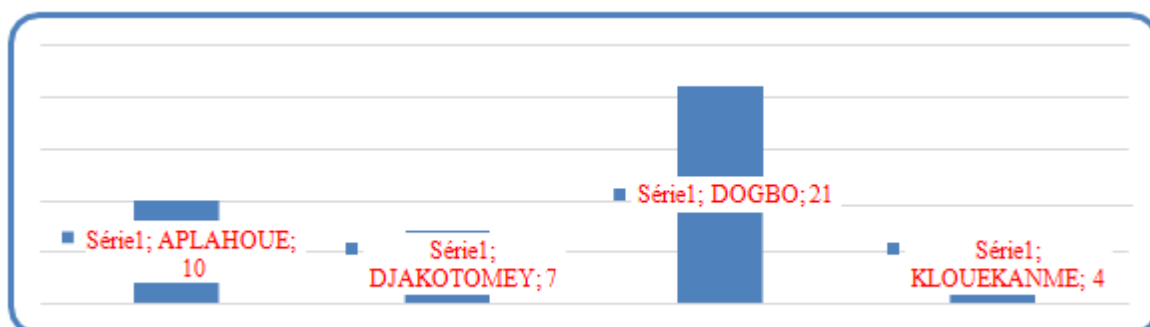 Série1; APLAHOUE;
10
Série1;
DJAKOTOMEY; 7
Série1; DOGBO; 21
Série1;
KLOUEKANME; 4